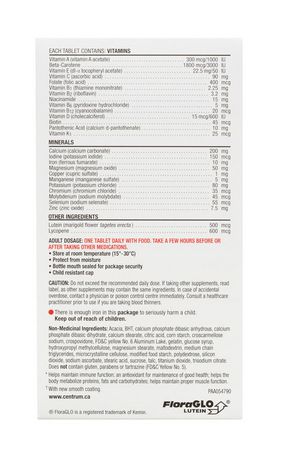 EACH TABLET CONTAINS: VITAMINS
Vitamin A (vitamin A acetate) 300 mcg/1000 IU
Beta-Carotene 1800 mcg/3000 IU
Vitamin E (dl-α tocopheryl acetate) 22.5 mg/50 IU
Vitamin C (ascorbic acid) 90 mg
Folate (folic acid) 400 mcg
Vitamin B₁ (thiamine mononitrate) 2.25 mg
Vitamin B₂ (riboflavin) 3.2 mg
Niacinamide 15 mg
Vitamin B₆ (pyridoxine hydrochloride) 5 mg
Vitamin B₁₂ (cyanocobalamin) 20 mcg
Vitamin D (cholecalciferol) 15 mcg/600 IU
Biotin 45 mcg
Pantothenic Acid (calcium d-pantothenate) 10 mg
Vitamin K₁ 25 mcg
MINERALS
Calcium (calcium carbonate) 200 mg
Iodine (potassium iodide) 150 mcg
Iron (ferrous fumarate) 10 mg
Magnesium (magnesium oxide) 50 mg
Copper (cupric sulfate) 1 mg
Manganese (manganese sulfate) 5 mg
Potassium (potassium chloride) 80 mg
Chromium (chromium chloride) 35 mcg
Molybdenum (sodium molybdate) 45 mcg
Selenium (sodium selenate) 55 mcg
Zinc (zinc oxide) 7.5 mg
OTHER INGREDIENTS
Lutein (marigold flower (tagetes erecta)) 500 mcg
Lycopene 600 mcg
ADULT DOSAGE: ONE TABLET DAILY WITH FOOD. TAKE A FEW HOURS BEFORE OR
AFTER TAKING OTHER MEDICATIONS.
• Store at room temperature (15°-30°C)
• Protect from moisture
• Bottle mouth sealed for package security
• Child resistant cap
CAUTION: Do not exceed the recommended daily dose. If taking other supplements, read
label, as other supplements may contain the same ingredients. In case of accidental
overdose, contact a physician or poison control centre immediately. Consult a healthcare
practitioner prior to use if you are taking blood thinners.
There is enough iron in this package to seriously harm a child.
Keep out of reach of children.
Non-Medicinal Ingredients: Acacia, BHT, calcium phosphate dibasic anhydrous, calcium
phosphate dibasic dihydrate, calcium stearate, citric acid, corn starch, croscarmellose
sodium, crospovidone, FD&C yellow No. 6 Aluminum Lake, gelatin, glucose syrup,
hydroxypropyl methylcellulose, magnesium stearate, maltodextrin, medium chain
triglycerides, microcrystalline cellulose, modified food starch, polydextrose, silicon
dioxide, sodium ascorbate, stearic acid, sucrose, talc, titanium dioxide, trisodium citrate.
Does not contain gluten, parabens or tartrazine (FD&C Yellow No. 5).
* Helps maintain immune function; an antioxidant for maintenance of good health; helps the
body metabolize proteins, fats and carbohydrates; helps maintain proper muscle function.
† With new smooth coating.
www.centrum.ca
PAA054790
FloraGLO®
LUTEIN
® FloraGLO is a registered trademark of Kemin.